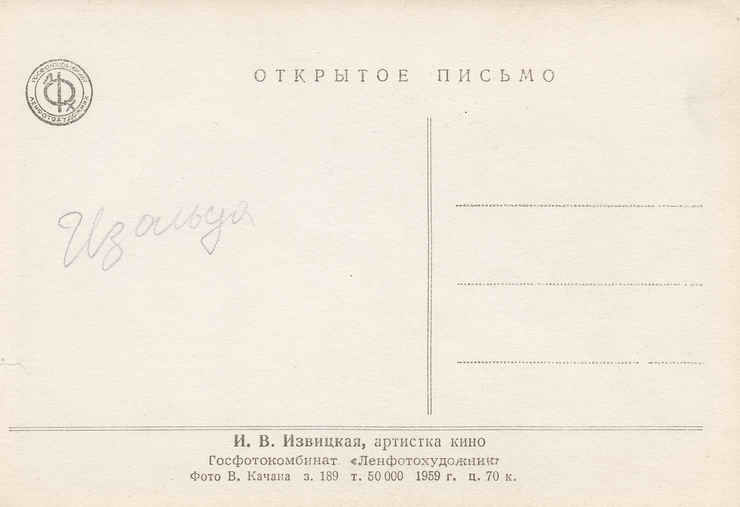 ОТКРЫТОЕ ПИСЬМО
Изольда
И. В. Извицкая, артистка кино
Госфотокомбинат «Ленфотохудожник»
Фото В. Качана з. 189 т. 50 000 1959 г. ц. 70 к.